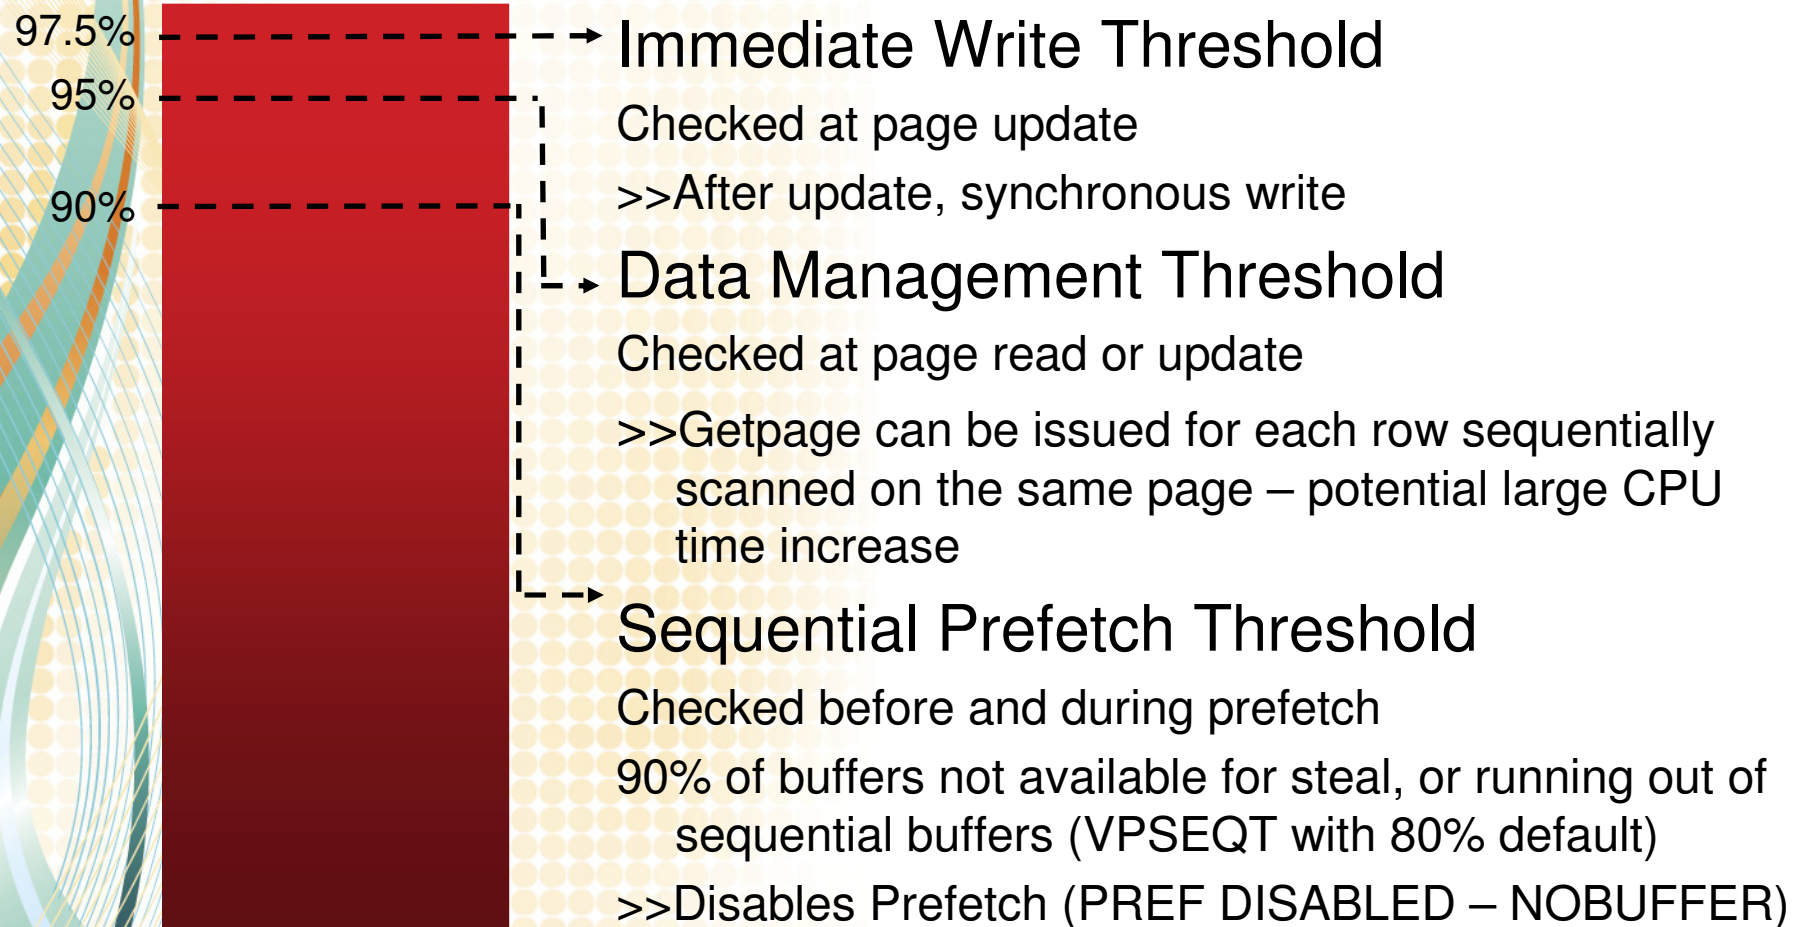 97.5%
95%
90%
Immediate Write Threshold
Checked at page update
>>After update, synchronous write
Data Management Threshold
Checked at page read or update
>>Getpage can be issued for each row sequentially
scanned on the same page – potential large CPU
time increase
Sequential Prefetch Threshold
Checked before and during prefetch
90% of buffers not available for steal, or running out of
sequential buffers (VPSEQT with 80% default)
>>Disables Prefetch (PREF DISABLED – NOBUFFER)